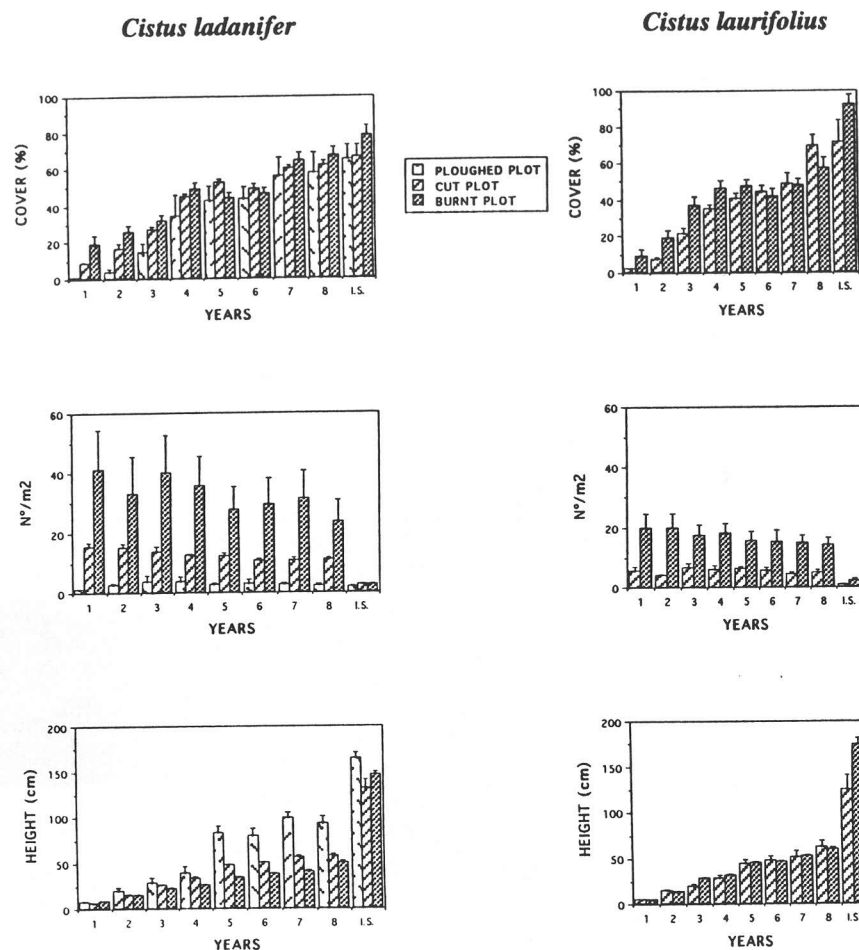 Cistus ladanifer
Cistus laurifolius
100
80
60
40
20
0
COVER (%)
1 2 3 4 5 6 7 8 I.S.
YEARS
PLOUGHED PLOT
CUT PLOT
BURNT PLOT
100
80
60
40
20
0
COVER (%)
1 2 3 4 5 6 7 8 I.S.
YEARS
60
40
20
0
N°/m2
1 2 3 4 5 6 7 8 I.S.
YEARS
60
40
20
0
N°/m2
1 2 3 4 5 6 7 8 I.S.
YEARS
200
150
100
50
0
HEIGHT (cm)
1 2 3 4 5 6 7 8 I.S.
YEARS
200
150
100
50
0
HEIGHT (cm)
1 2 3 4 5 6 7 8 I.S.
YEARS